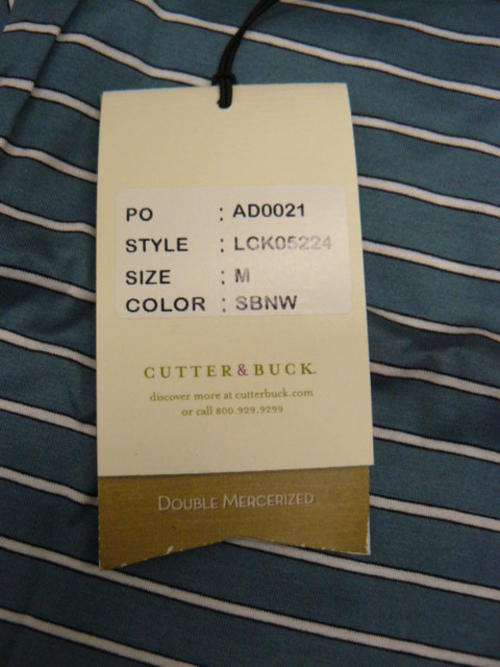 PO : AD0021
STYLE : LCK05224
SIZE : M
COLOR : SBNW
CUTTER & BUCK.
discover more at cutterbuck.com
or call 800.929.9299
DOUBLE MERCERIZED